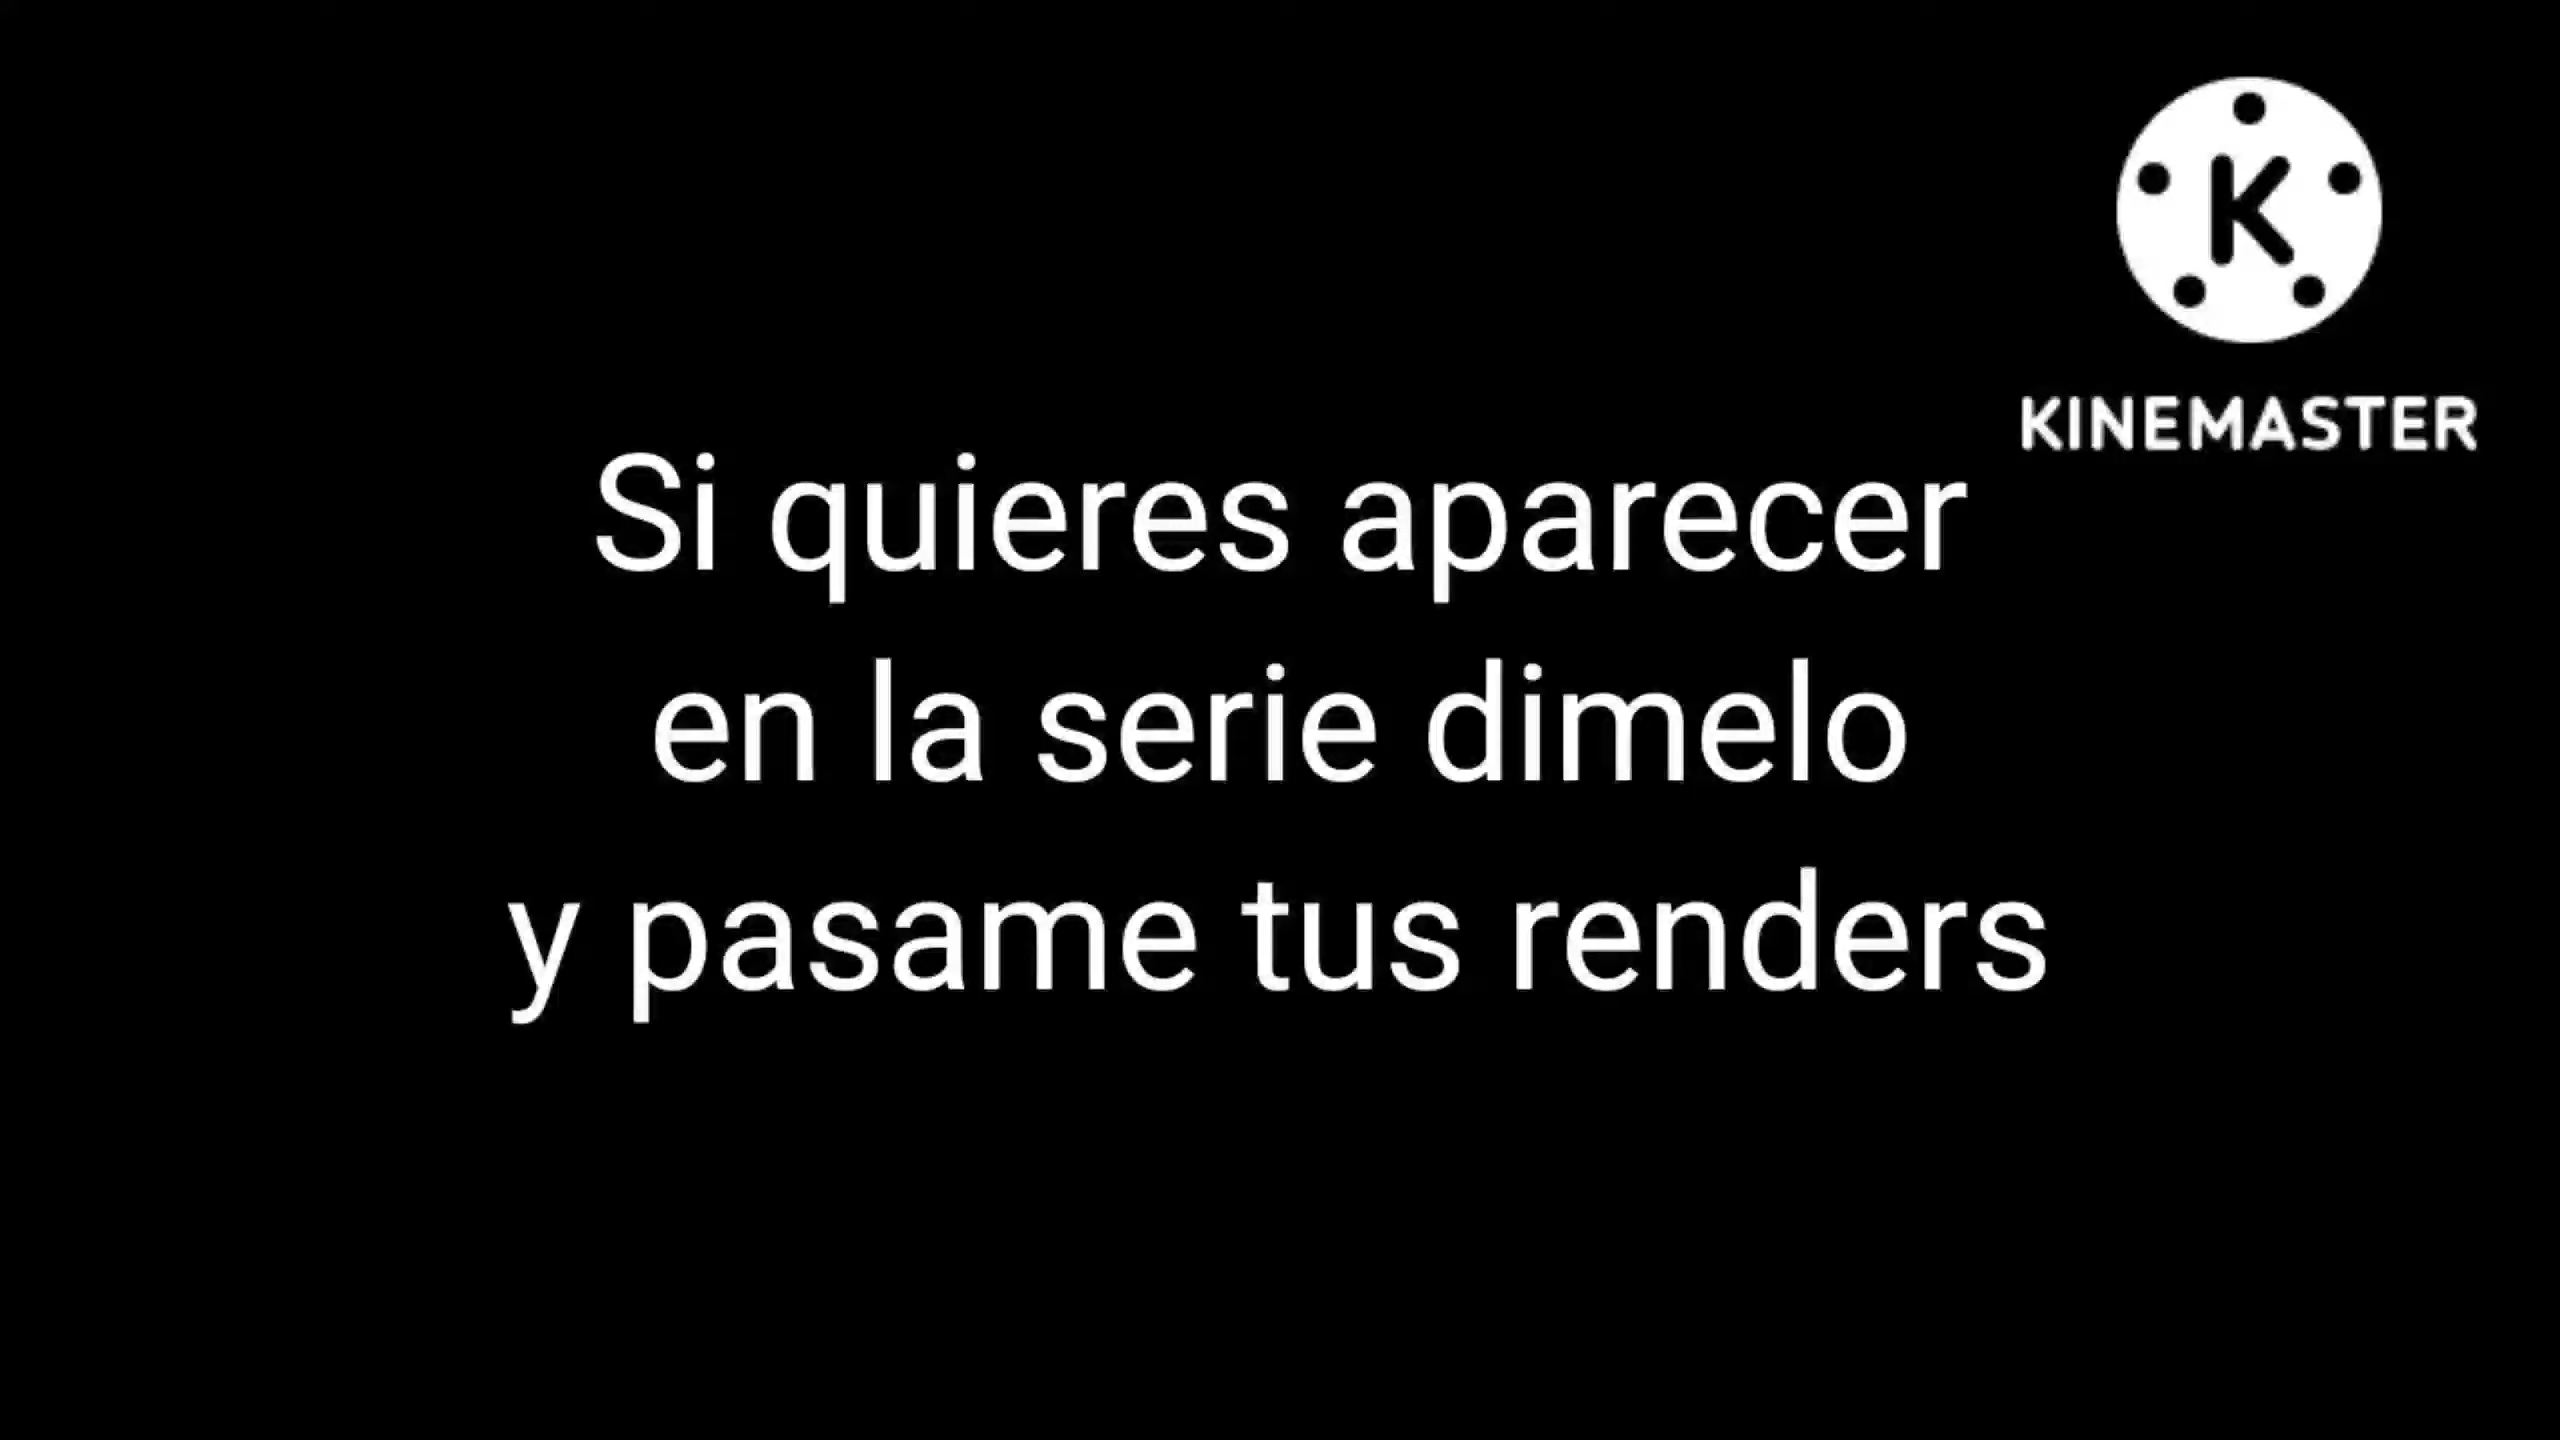 K
KINEMASTER
Si quieres aparecer
en la serie dimelo
y pasame tus renders